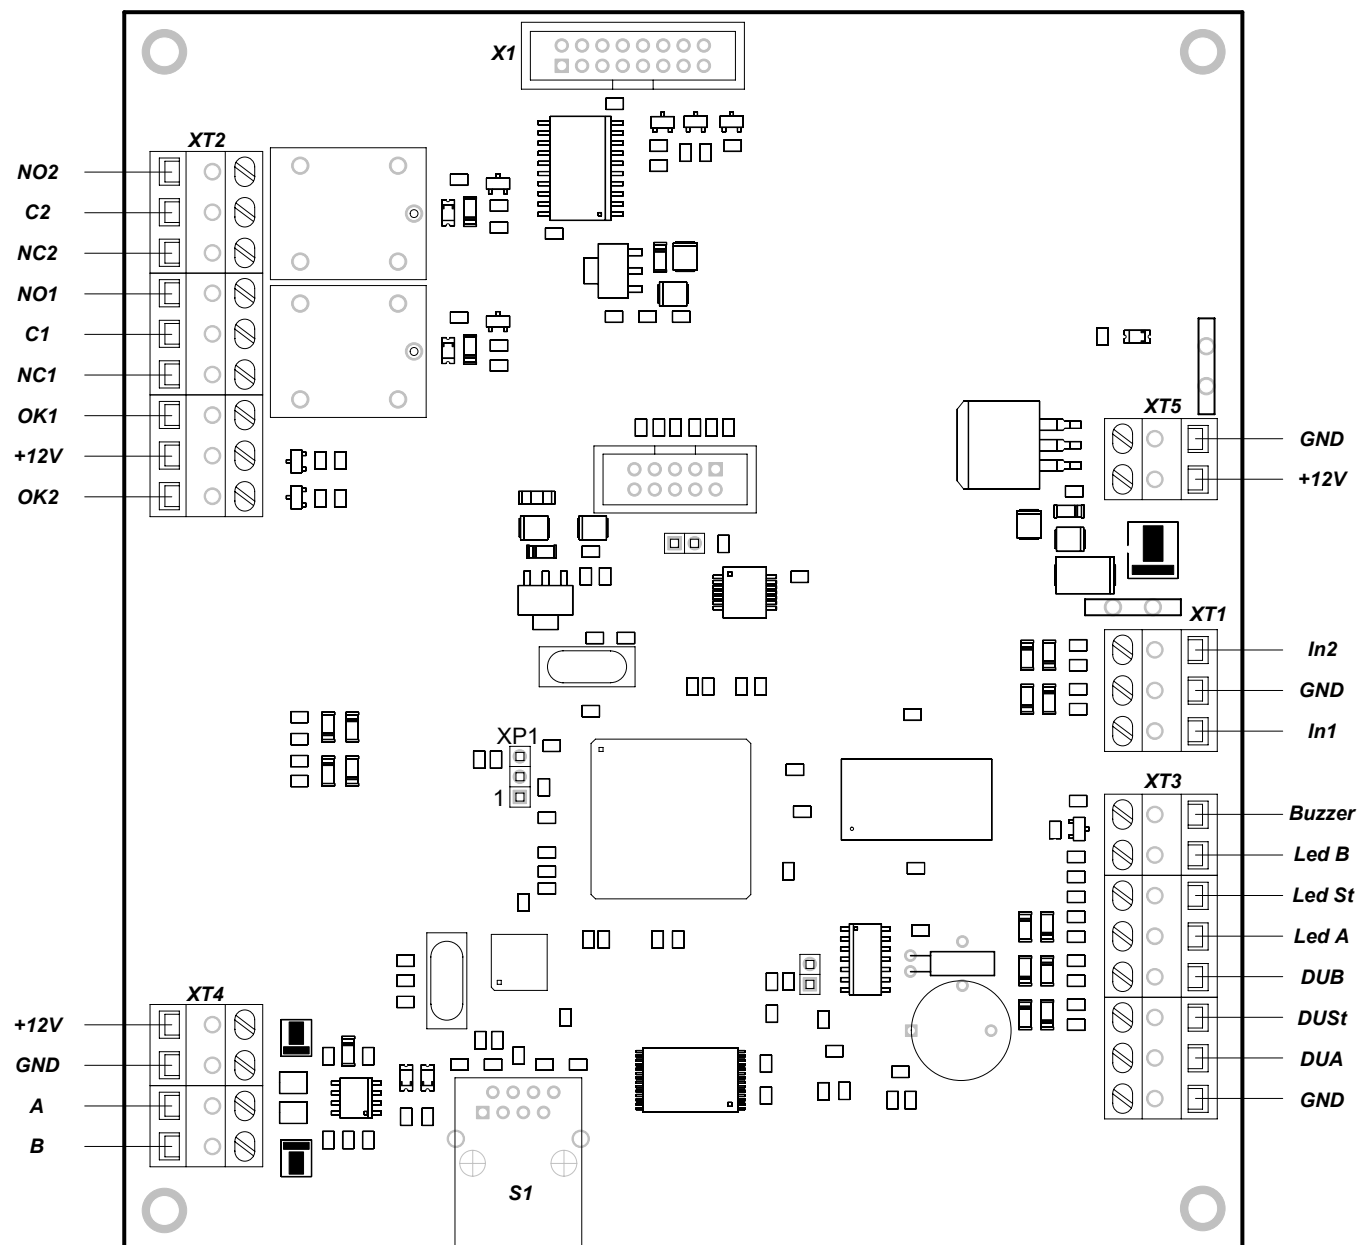 X1
XT2
NO2
C2
NC2
NO1
C1
NC1
OK1
+12V
OK2
XT5
GND
+12V
XT1
In2
GND
In1
XP1
1
XT3
Buzzer
Led B
Led St
Led A
DUB
DUSt
DUA
GND
XT4
+12V
GND
A
B
S1